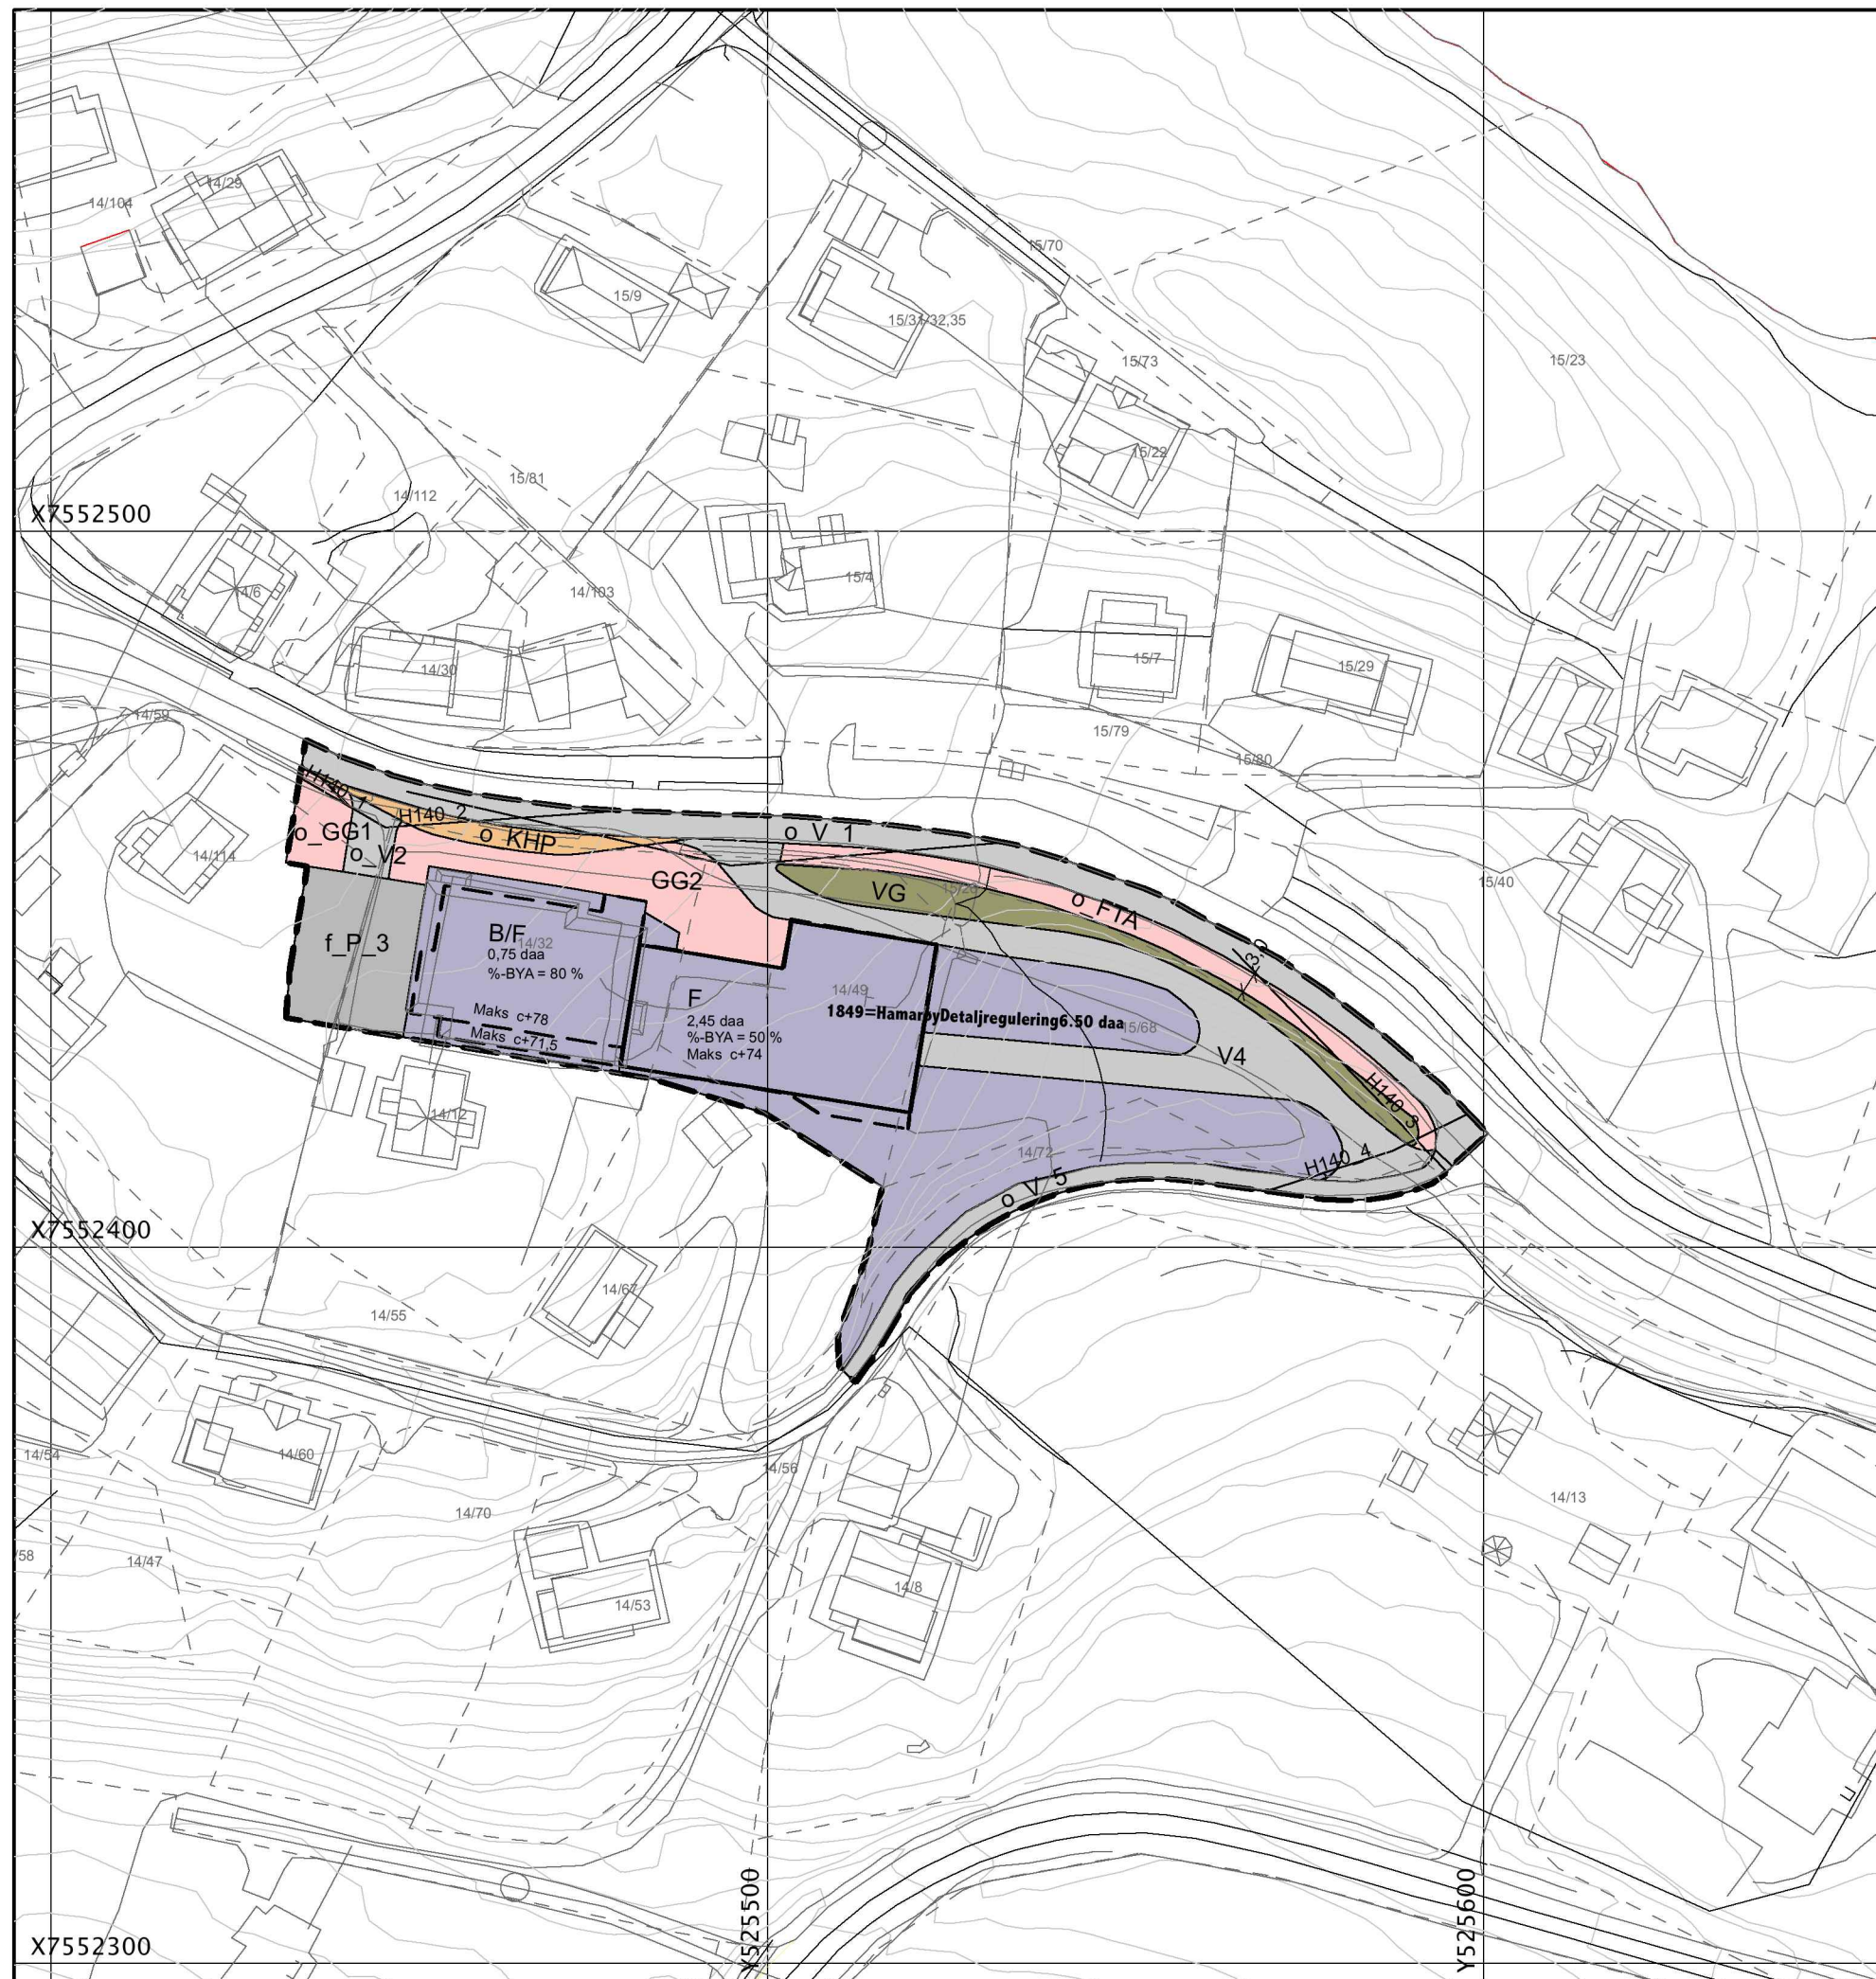 14/29
14/104
15/70
15/9
15/31/32,35
15/73
15/23
15/22
15/81
14/112
X7552500
15/4
14/6
14/103
15/7
15/29
14/30
14/59
15/79
15/80
H140_1
H140_2
o_GG1
o_KHP
o_V_1
o_V2
14/114
GG2
VG
15/40
o_FTA
f_P_3
B/F
14/32
0,75 daa
%-BYA = 80 %
V3,0
14/49
F
Maks c+78
2,45 daa
1849=HamarøyDetaljregulering6.50 daa
15/68
%-BYA = 50 %
Maks c+71,5
Maks c+74
V4
H140_3
14/12
14/72
H140_4
o_V_5
X7552400
14/67
14/55
14/54
14/60
14/56
14/13
14/70
/58
14/47
14/8
14/53
Y525500
Y525600
X7552300